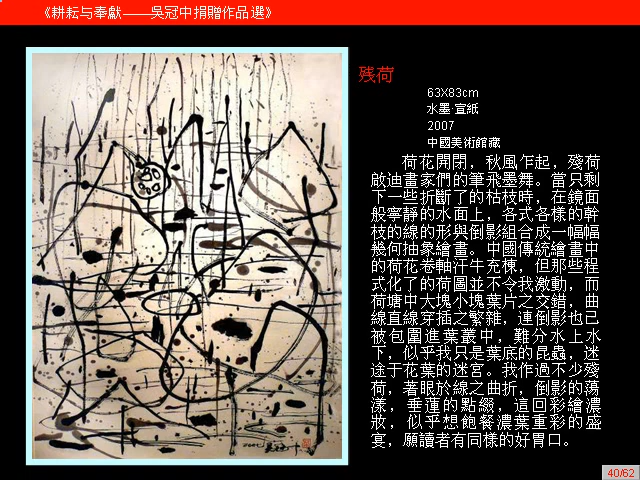 《耕耘与奉獻——吳冠中捐贈作品選》
残荷
63X83cm
水墨·宣紙
2007
中國美術館藏
荷花開閉，秋風乍起，殘荷
啟迪畫家們的筆飛墨舞。當只剩
下一些折斷了的枯枝時，在鏡面
般寧靜的水面上，各式各樣的幹
枝的線的形與倒影組合成一幅幅
幾何抽象繪畫。中國傳統繪畫中
的荷花卷軸汗牛充棟，但那些程
式化了的荷圖並不令我激動，而
荷塘中大塊小塊葉片之交錯，曲
線直線穿插之繁雜，連倒影也已
被包圍進葉叢中，難分水上水
下，似乎我只是葉底的昆蟲，迷
途于花葉的迷宮。我作過不少殘
荷，著眼於線之曲折，倒影的蕩
漾，垂蓮的點綴，這回彩繪濃
妝，似乎想飽餐濃葉重彩的盛
宴，願讀者有同樣的好胃口。
40/62